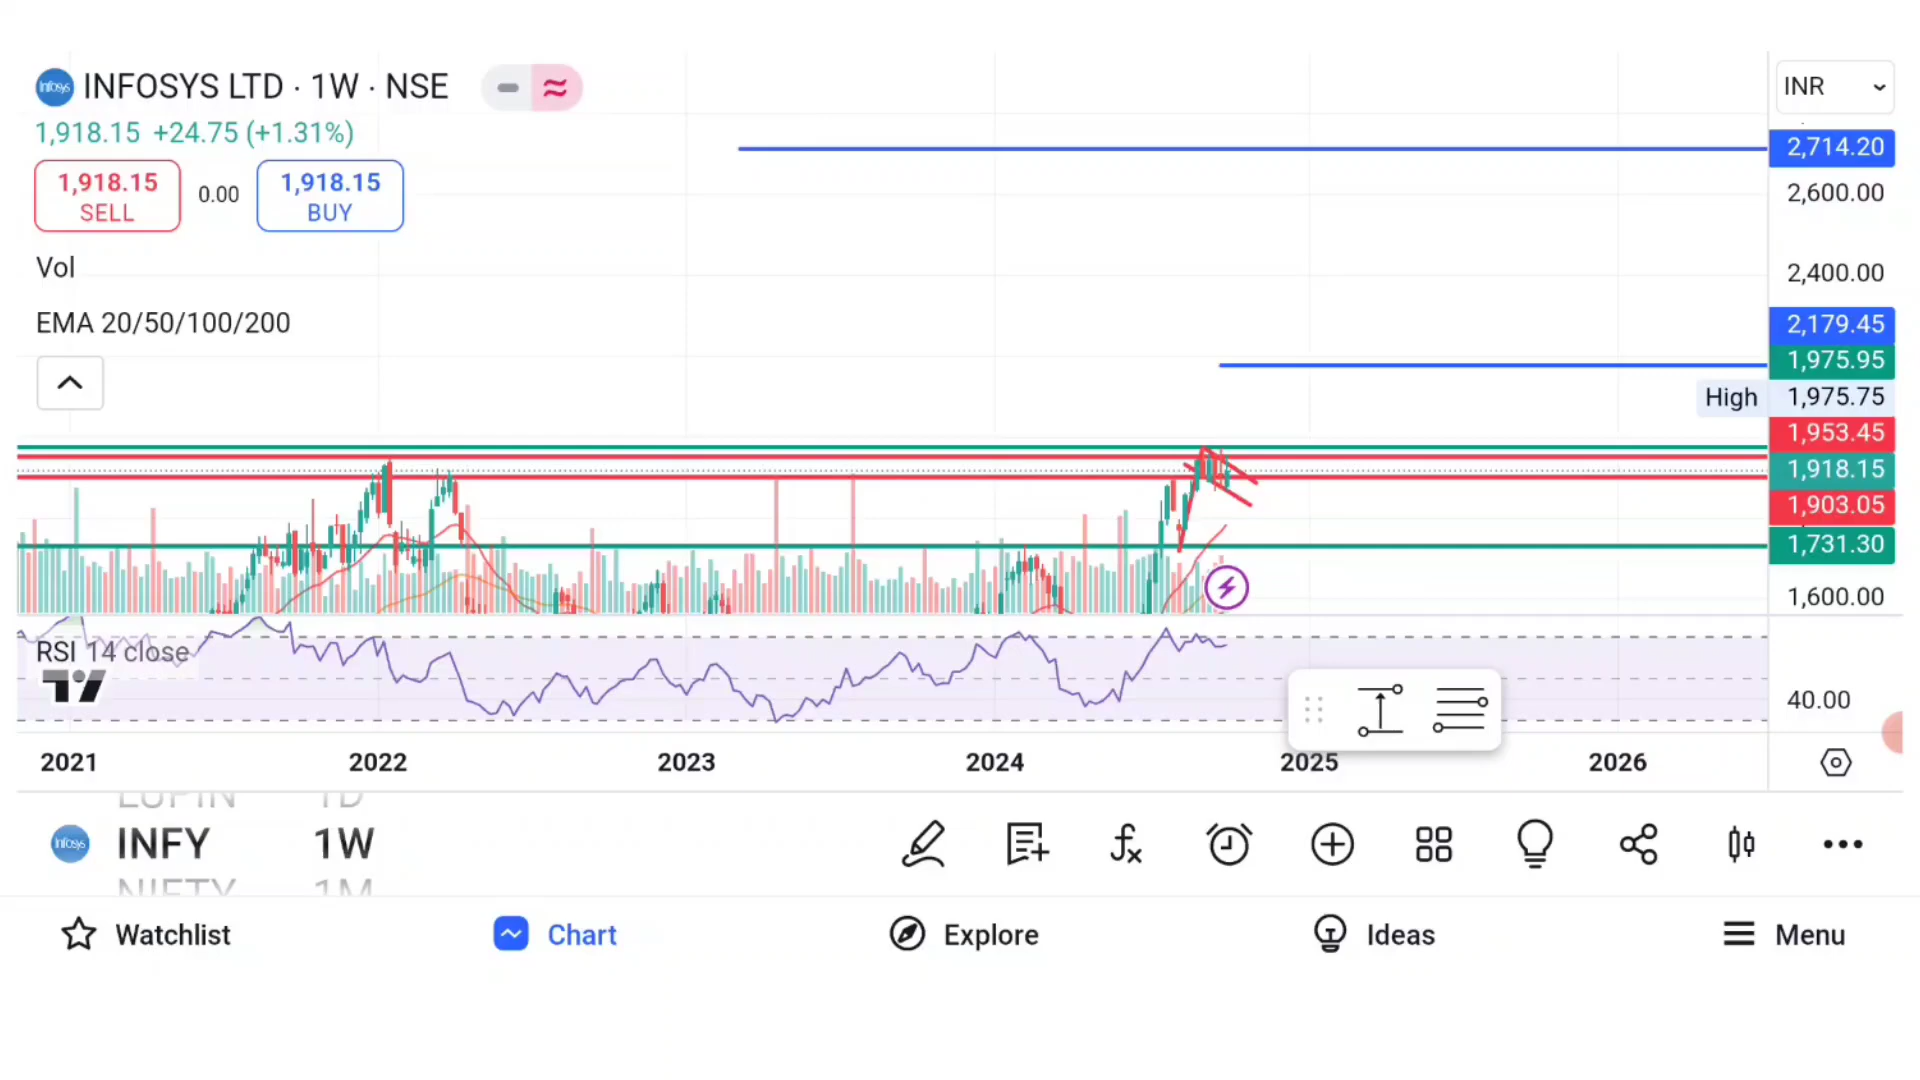 INFOSYS LTD · 1W · NSE
INR
1,918.15 +24.75 (+1.31%)
1,918.15
SELL
0.00
1,918.15
BUY
Vol
EMA 20/50/100/200
2,714.20
2,600.00
2,400.00
2,179.45
1,975.95
High 1,975.75
1,953.45
1,918.15
1,903.05
1,731.30
1,600.00
RSI 14 close
40.00
2021 2022 2023 2024 2025 2026
LUPIN 1D
Infosys INFY 1W
NIFTY 1M
Watchlist Chart Explore Ideas Menu